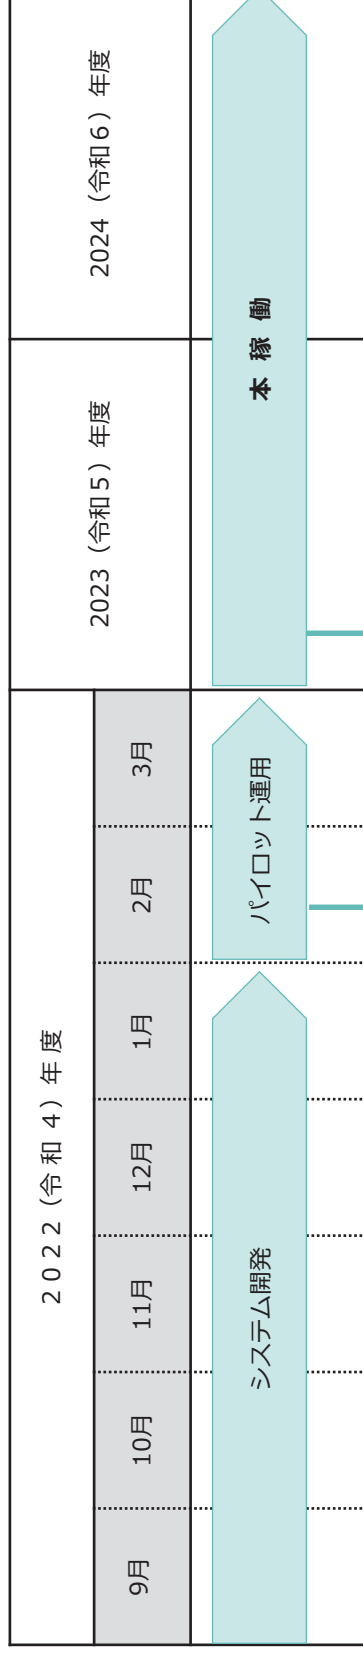 2022（令和4）年度
2023（令和5）年度
2024（令和6）年度
9月
10月
11月
12月
1月
2月
3月
システム開発
パイロット運用
本稼働